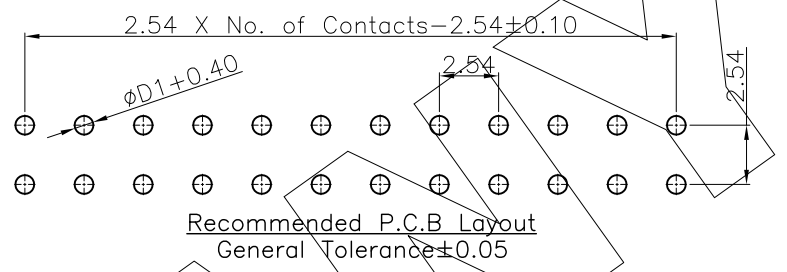 2.54 X No. of Contacts-2.54±0.10
øD1+0.40
2.54
2.54
Recommended P.C.B Layout
General Tolerance±0.05